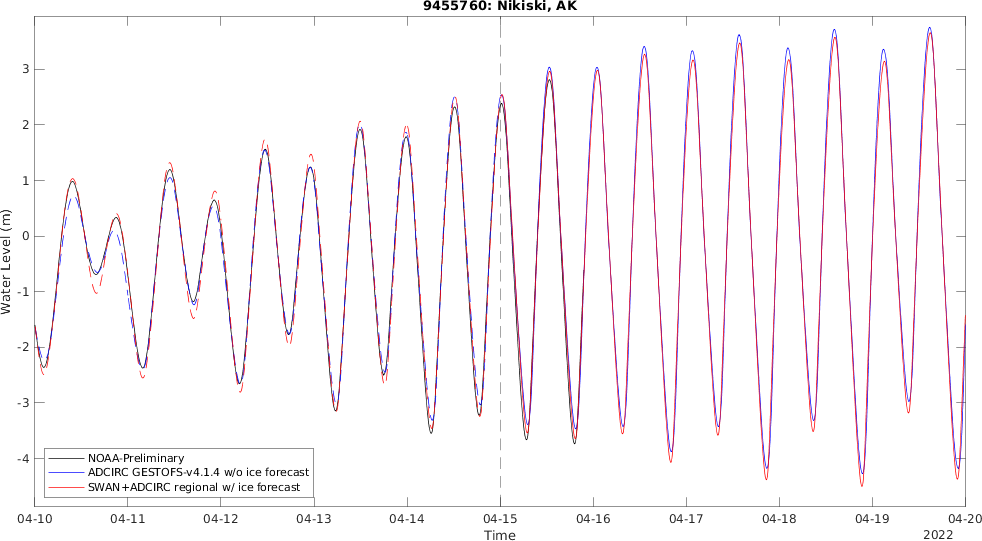 9455760: Nikiski, AK
3
2
1
0
-1
-2
-3
-4
Water Level (m)
NOAA-Preliminary
ADCIRC GESTOFS-v4.1.4 w/o ice forecast
SWAN+ADCIRC regional w/ ice forecast
04-10 04-11 04-12 04-13 04-14 04-15 04-16 04-17 04-18 04-19 04-20
Time
2022